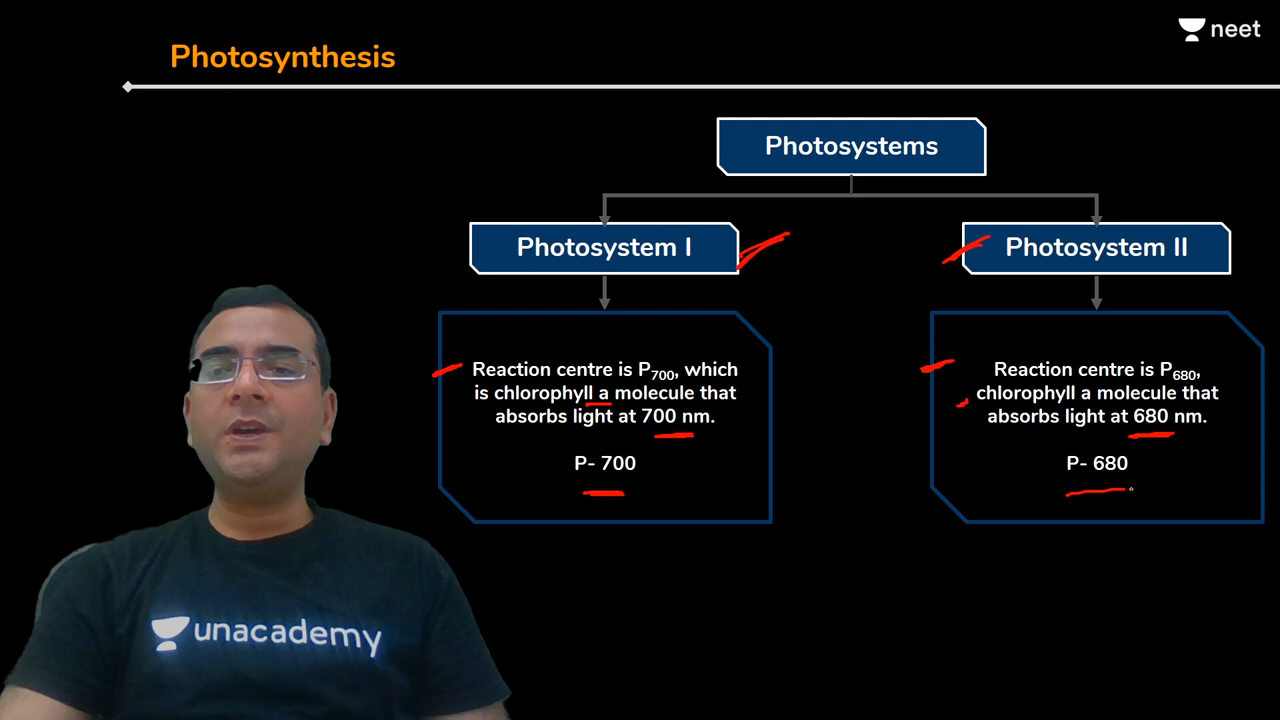 neet
Photosynthesis
Photosystems
Photosystem I
Photosystem II
Reaction centre is P700, which
is chlorophyll a molecule that
absorbs light at 700 nm.
P- 700
Reaction centre is P680,
chlorophyll a molecule that
absorbs light at 680 nm.
P- 680
unacademy